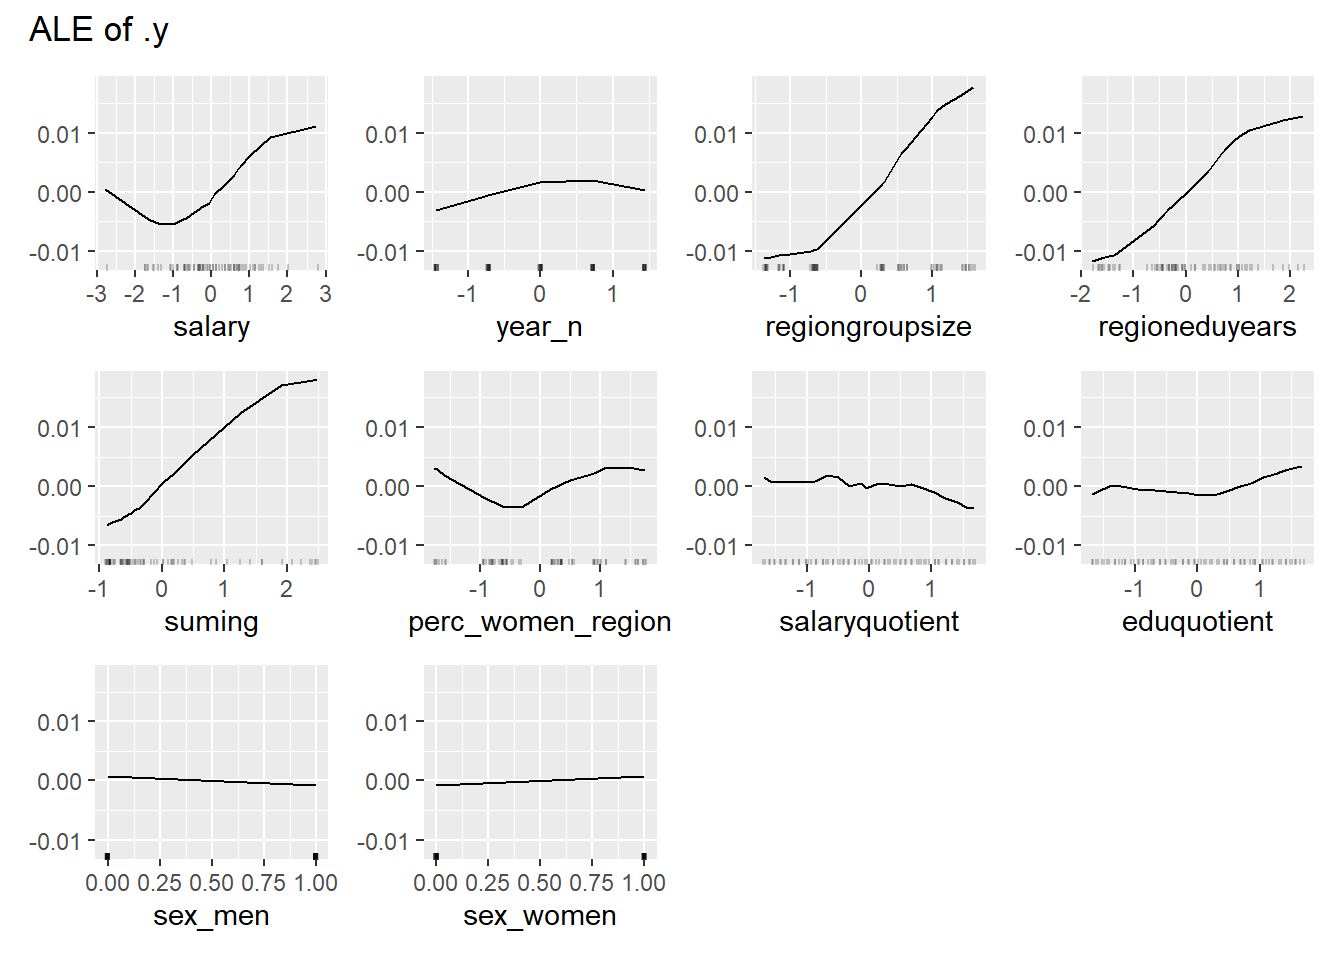 ALE of .y
0.01 0.01 0.01 0.01
0.00 0.00 0.00 0.00
-0.01 -0.01 -0.01 -0.01
-3 -2 -1 0 1 2 3 -1 0 1 -1 0 1 -2 -1 0 1 2
salary year_n regiongroupsize regioneduyears
0.01 0.01 0.01 0.01
0.00 0.00 0.00 0.00
-0.01 -0.01 -0.01 -0.01
-1 0 1 2 -1 0 1 -1 0 1 -1 0 1
suming perc_women_region salaryquotient eduquotient
0.01 0.01
0.00 0.00
-0.01 -0.01
0.00 0.25 0.50 0.75 1.00 0.00 0.25 0.50 0.75 1.00
sex_men sex_women